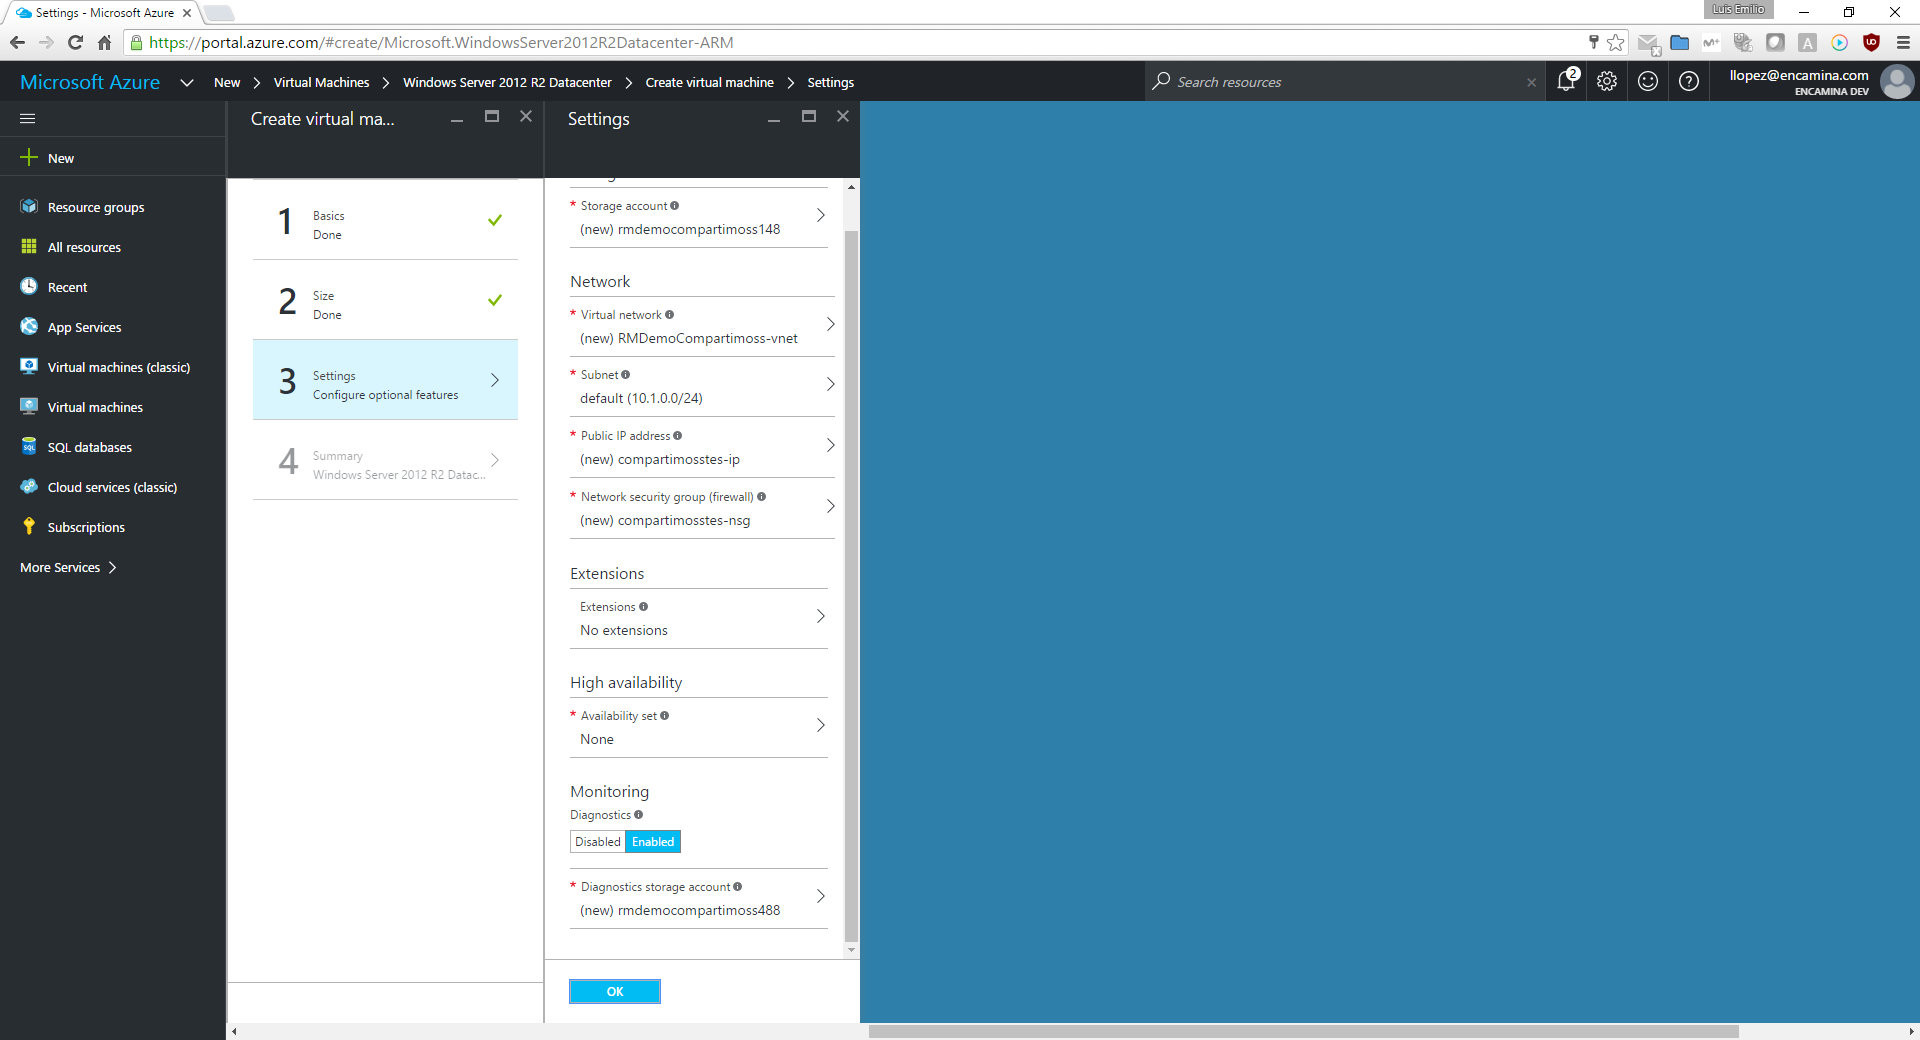 Settings - Microsoft Azure
Luis Emilio
https://portal.azure.com/#create/Microsoft.WindowsServer2012R2Datacenter-ARM
Microsoft Azure
New
Virtual Machines
Windows Server 2012 R2 Datacenter
Create virtual machine
Settings
Search resources
2
llopez@encamina.com
ENCAMINA DEV
New
Resource groups
All resources
Recent
App Services
Virtual machines (classic)
Virtual machines
SQL databases
Cloud services (classic)
Subscriptions
More Services
Create virtual ma...
1
Basics
Done
2
Size
Done
3
Settings
Configure optional features
4
Summary
Windows Server 2012 R2 Datac...
Settings
* Storage account
(new) rmdemocompartimoss148
Network
* Virtual network
(new) RMDemoCompartimoss-vnet
* Subnet
default (10.1.0.0/24)
* Public IP address
(new) compartimosstes-ip
* Network security group (firewall)
(new) compartimosstes-nsg
Extensions
Extensions
No extensions
High availability
* Availability set
None
Monitoring
Diagnostics
Disabled Enabled
* Diagnostics storage account
(new) rmdemocompartimoss488
OK